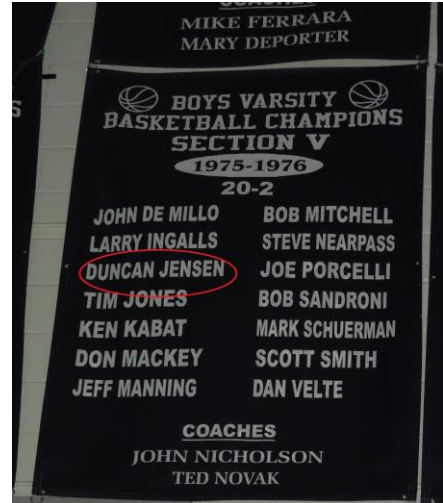 COACHES
MIKE FERRARA
MARY DEPORTER
S
BOYS VARSITY
BASKETBALL CHAMPIONS
SECTION V
1975-1976
20-2
JOHN DE MILLO
LARRY INGALLS
DUNCAN JENSEN
TIM JONES
KEN KABAT
DON MACKEY
JEFF MANNING
BOB MITCHELL
STEVE NEARPASS
JOE PORCELLI
BOB SANDRONI
MARK SCHUERMAN
SCOTT SMITH
DAN VELTE
COACHES
JOHN NICHOLSON
TED NOVAK